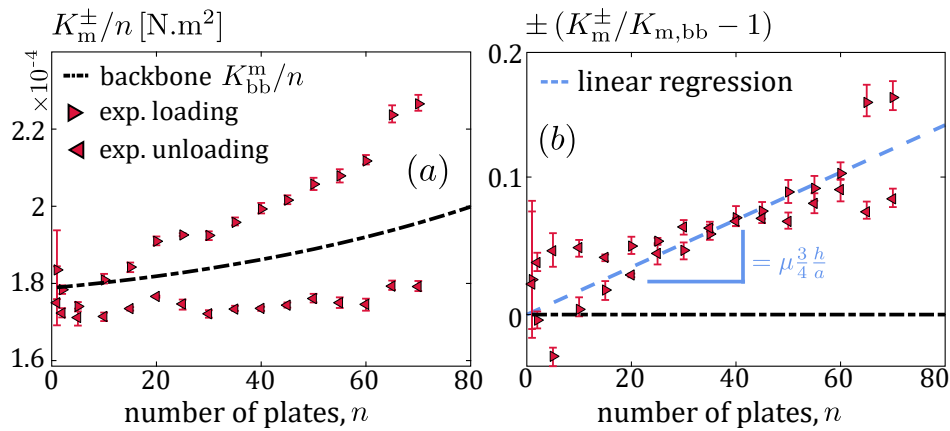 K_m^±/n [N.m²]
×10⁻⁴
backbone K_bb^m/n
exp. loading
exp. unloading
(a)
2.2
2
1.8
1.6
0 20 40 60 80
number of plates, n
± (K_m^±/K_m,bb − 1)
linear regression
(b)
0.2
0.1
0
= μ 3/4 h/a
0 20 40 60 80
number of plates, n